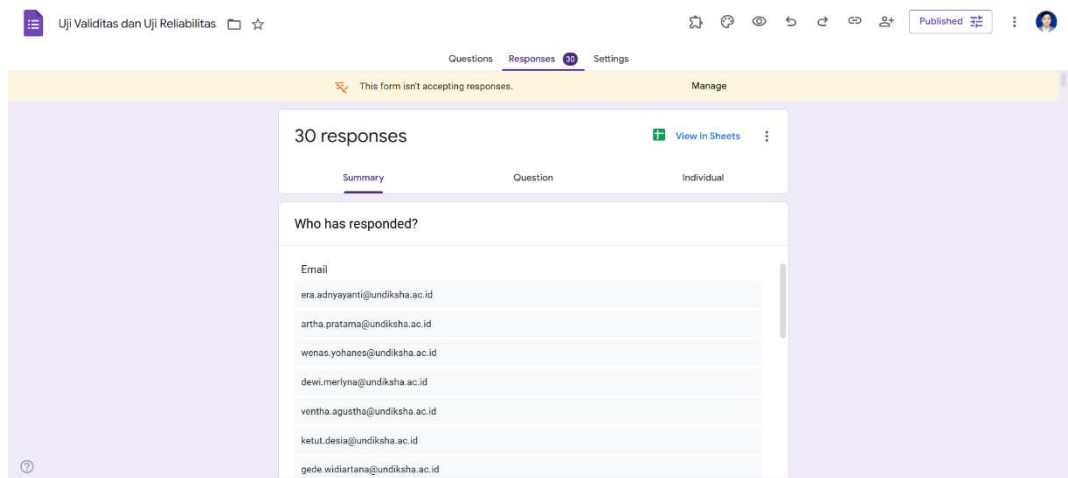 Uji Validitas dan Uji Reliabilitas
Published
Questions Responses 30 Settings
This form isn't accepting responses. Manage
30 responses
View in Sheets
Summary Question Individual
Who has responded?
Email
era.adnyayanti@undiksha.ac.id
artha.pratama@undiksha.ac.id
wenas.yohanes@undiksha.ac.id
dewi.merlyna@undiksha.ac.id
ventha.agustha@undiksha.ac.id
ketut.desia@undiksha.ac.id
gede.widiartana@undiksha.ac.id